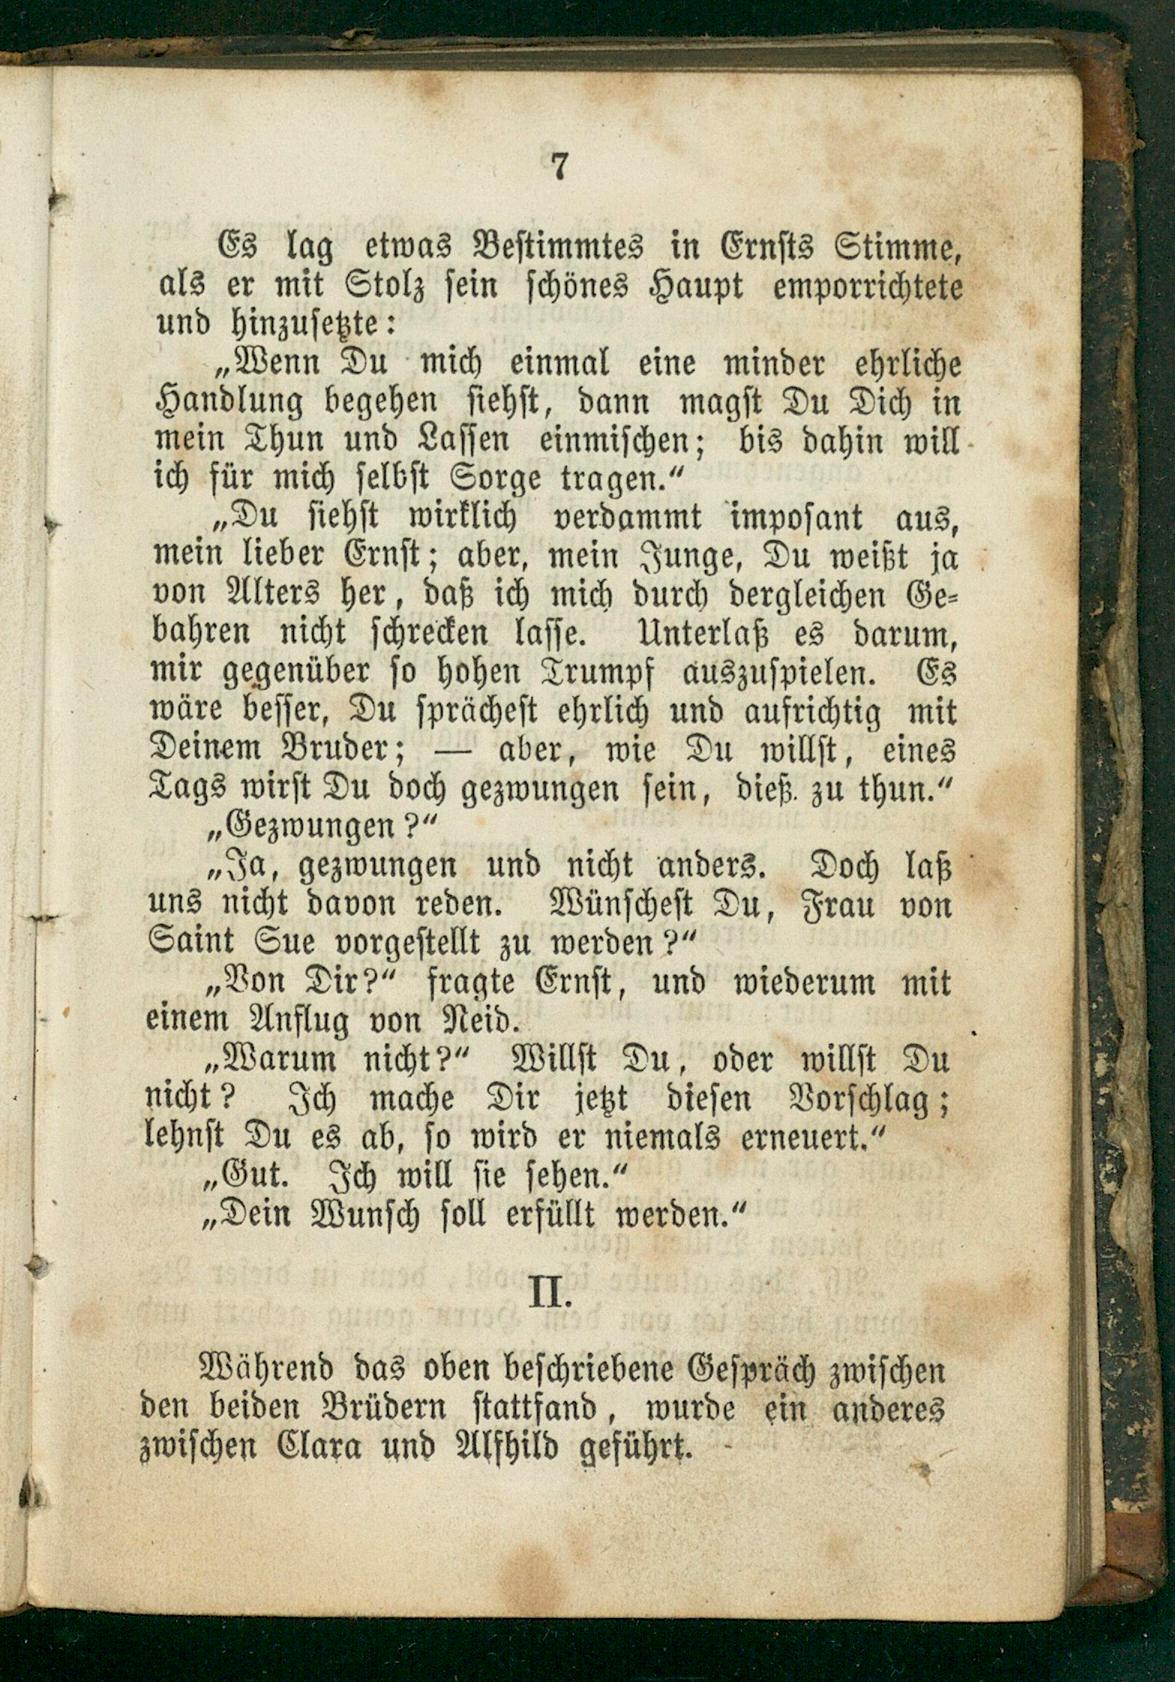 7
Es lag etwas Bestimmtes in Ernsts Stimme,
als er mit Stolz sein schönes Haupt emporrichtete
und hinzusetzte:
„Wenn Du mich einmal eine minder ehrliche
Handlung begehen siehst, dann magst Du Dich in
mein Thun und Lassen einmischen; bis dahin will
ich für mich selbst Sorge tragen.“
„Du siehst wirklich verdammt imposant aus,
mein lieber Ernst; aber, mein Junge, Du weißt ja
von Alters her, daß ich mich durch dergleichen Ge-
bahren nicht schrecken lasse. Unterlaß es darum,
mir gegenüber so hohen Trumpf auszuspielen. Es
wäre besser, Du sprächest ehrlich und aufrichtig mit
Deinem Bruder; — aber, wie Du willst, eines
Tags wirst Du doch gezwungen sein, dieß zu thun.“
„Gezwungen?“
„Ja, gezwungen und nicht anders. Doch laß
uns nicht davon reden. Wünschest Du, Frau von
Saint Sue vorgestellt zu werden?“
„Von Dir?“ fragte Ernst, und wiederum mit
einem Anflug von Neid.
„Warum nicht?“ Willst Du, oder willst Du
nicht? Ich mache Dir jetzt diesen Vorschlag;
lehnst Du es ab, so wird er niemals erneuert.“
„Gut. Ich will sie sehen.“
„Dein Wunsch soll erfüllt werden.“
II.
Während das oben beschriebene Gespräch zwischen
den beiden Brüdern stattfand, wurde ein anderes
zwischen Clara und Alfhild geführt.